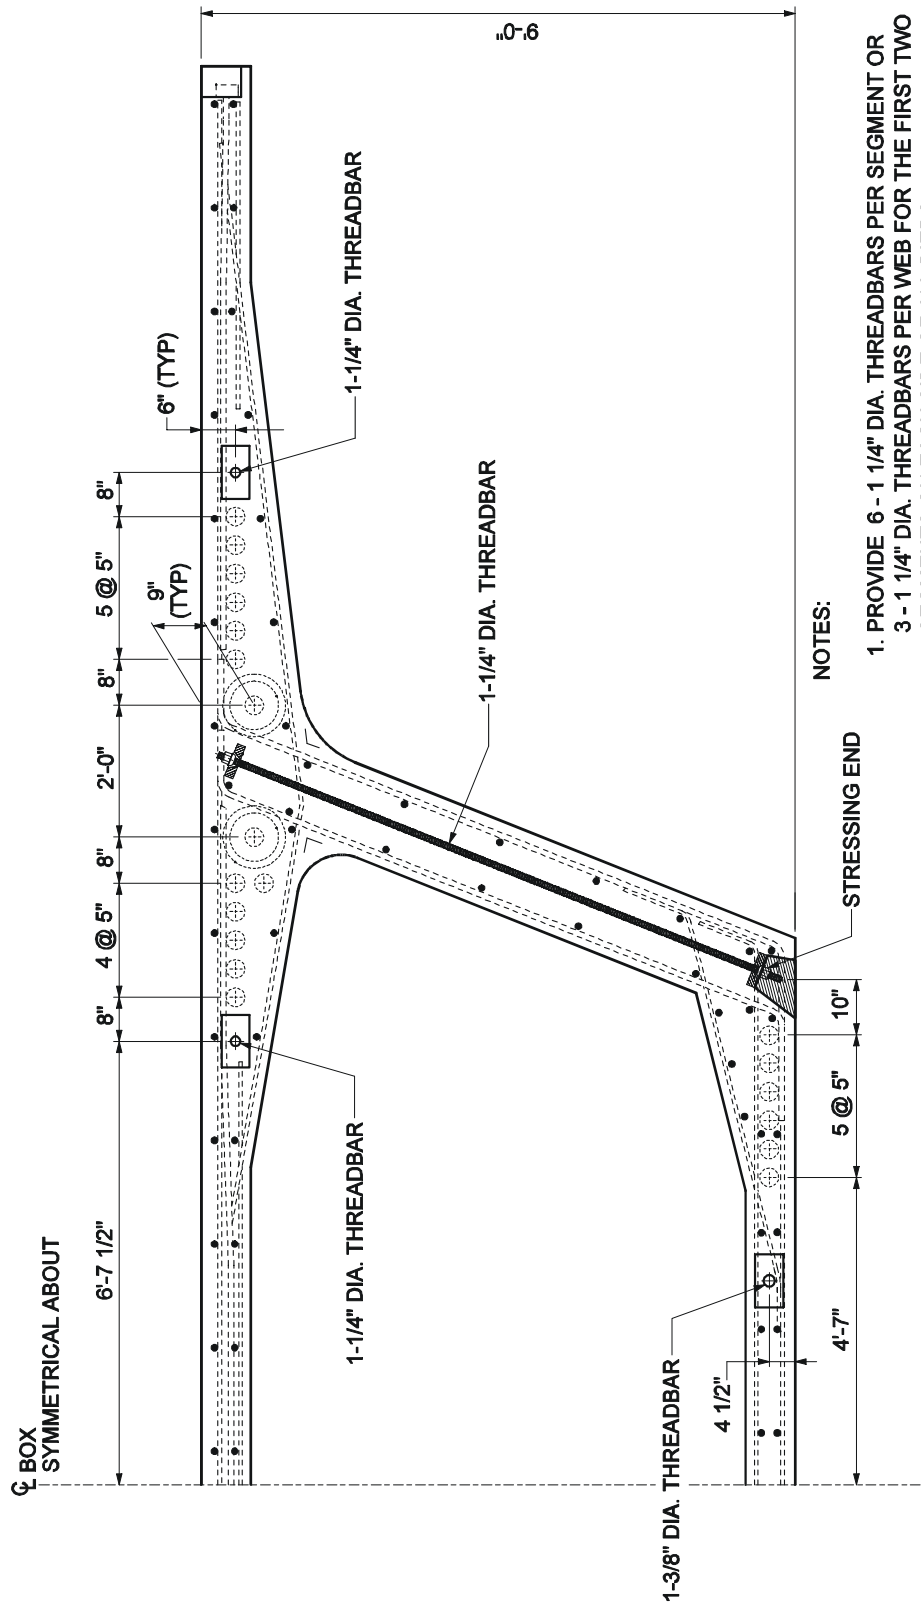 ℄ BOX
SYMMETRICAL ABOUT
6'-7 1/2"
8"
4 @ 5"
8"
2'-0"
8"
5 @ 5"
8"
9"
(TYP)
6" (TYP)
9'-0"
1-1/4" DIA. THREADBAR
1-1/4" DIA. THREADBAR
1-1/4" DIA. THREADBAR
1-3/8" DIA. THREADBAR
4 1/2"
4'-7"
5 @ 5"
10"
STRESSING END
NOTES:
1. PROVIDE 6 - 1 1/4" DIA. THREADBARS PER SEGMENT OR
3 - 1 1/4" DIA. THREADBARS PER WEB FOR THE FIRST TWO